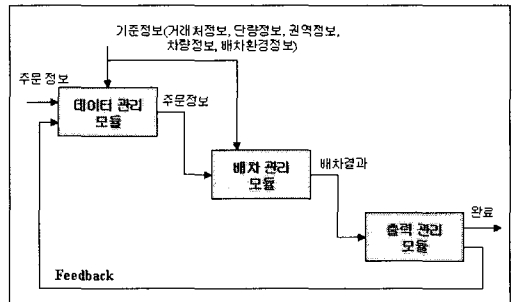 기준정보(거래처정보, 단량정보, 권역정보,
차량정보, 배차환경정보)
주문정보
데이터 관리
모듈
주문정보
배차 관리
모듈
배차결과
출력 관리
모듈
완료
Feedback